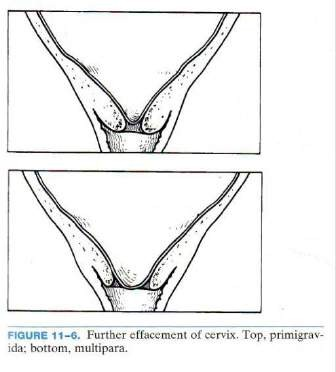 FIGURE 11–6. Further effacement of cervix. Top, primigrav-
ida; bottom, multipara.